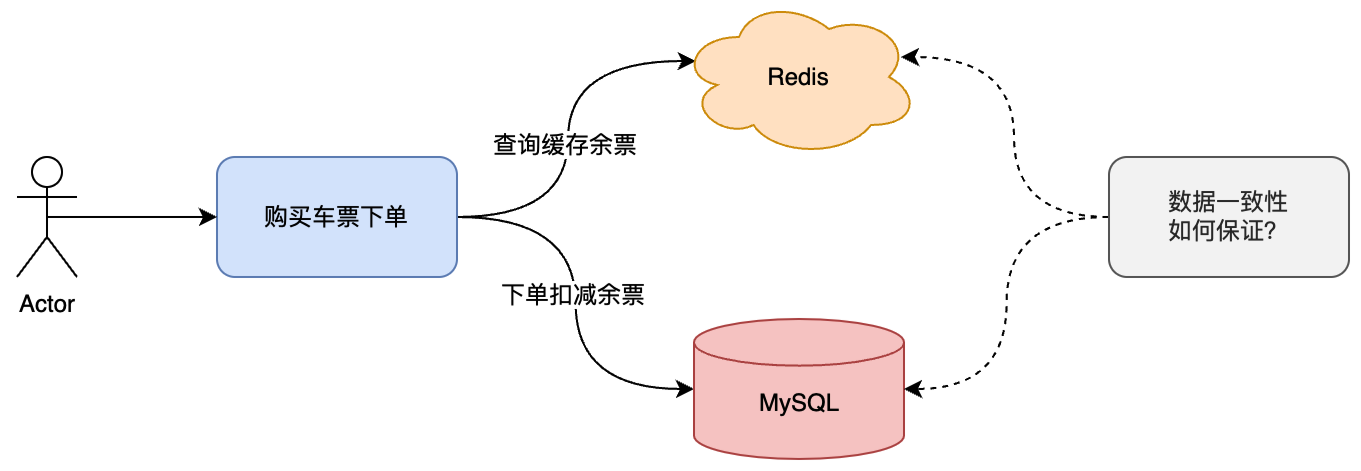 Redis
查询缓存余票
购买车票下单
数据一致性
如何保证?
Actor
下单扣减余票
MySQL